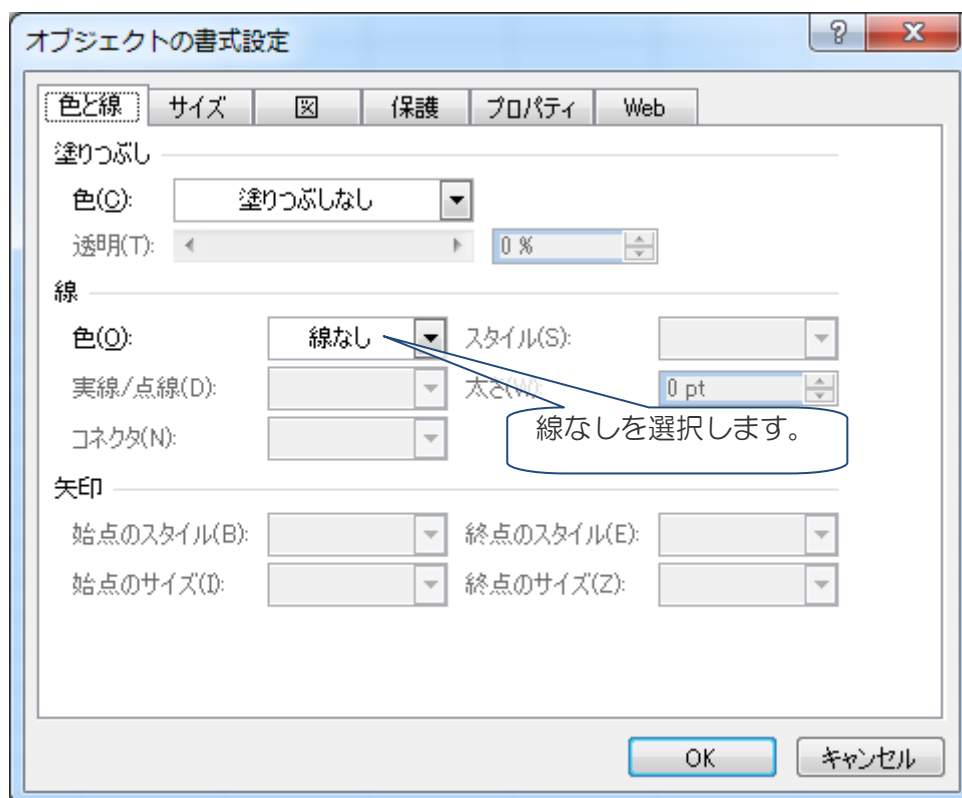 オブジェクトの書式設定
色と線 サイズ 図 保護 プロパティ Web
塗りつぶし
色(C): 塗りつぶしなし
透明(T): 0 %
線
色(O): 線なし スタイル(S):
実線/点線(D): 太さ(W): 0 pt
線なしを選択します。
コネクタ(N):
矢印
始点のスタイル(B): 終点のスタイル(E):
始点のサイズ(I): 終点のサイズ(Z):
OK キャンセル